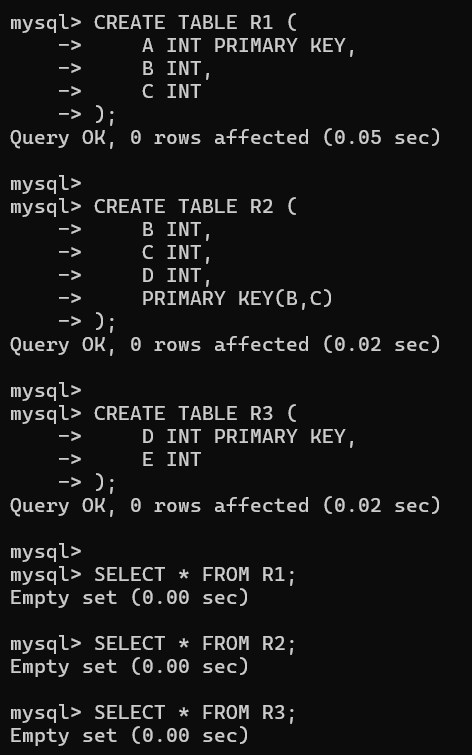 mysql> CREATE TABLE R1 (
    ->     A INT PRIMARY KEY,
    ->     B INT,
    ->     C INT
    -> );
Query OK, 0 rows affected (0.05 sec)

mysql>
mysql> CREATE TABLE R2 (
    ->     B INT,
    ->     C INT,
    ->     D INT,
    ->     PRIMARY KEY(B,C)
    -> );
Query OK, 0 rows affected (0.02 sec)

mysql>
mysql> CREATE TABLE R3 (
    ->     D INT PRIMARY KEY,
    ->     E INT
    -> );
Query OK, 0 rows affected (0.02 sec)

mysql>
mysql> SELECT * FROM R1;
Empty set (0.00 sec)

mysql> SELECT * FROM R2;
Empty set (0.00 sec)

mysql> SELECT * FROM R3;
Empty set (0.00 sec)